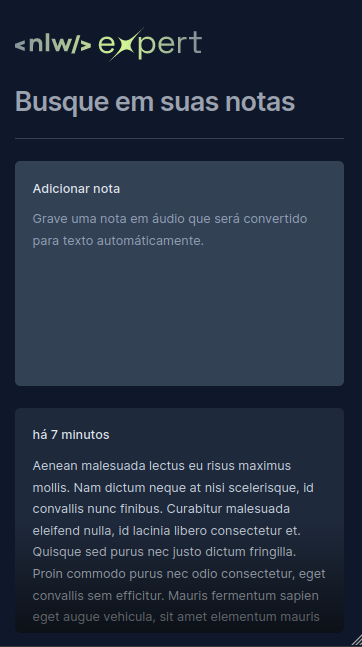 <nlw/> expert
Busque em suas notas
Adicionar nota
Grave uma nota em áudio que será convertido
para texto automáticamente.
há 7 minutos
Aenean malesuada lectus eu risus maximus
mollis. Nam dictum neque at nisi scelerisque, id
convallis nunc finibus. Curabitur malesuada
eleifend nulla, id lacinia libero consectetur et.
Quisque sed purus nec justo dictum fringilla.
Proin commodo purus nec odio consectetur, eget
convallis sem efficitur. Mauris fermentum sapien
eget augue vehicula, sit amet elementum mauris